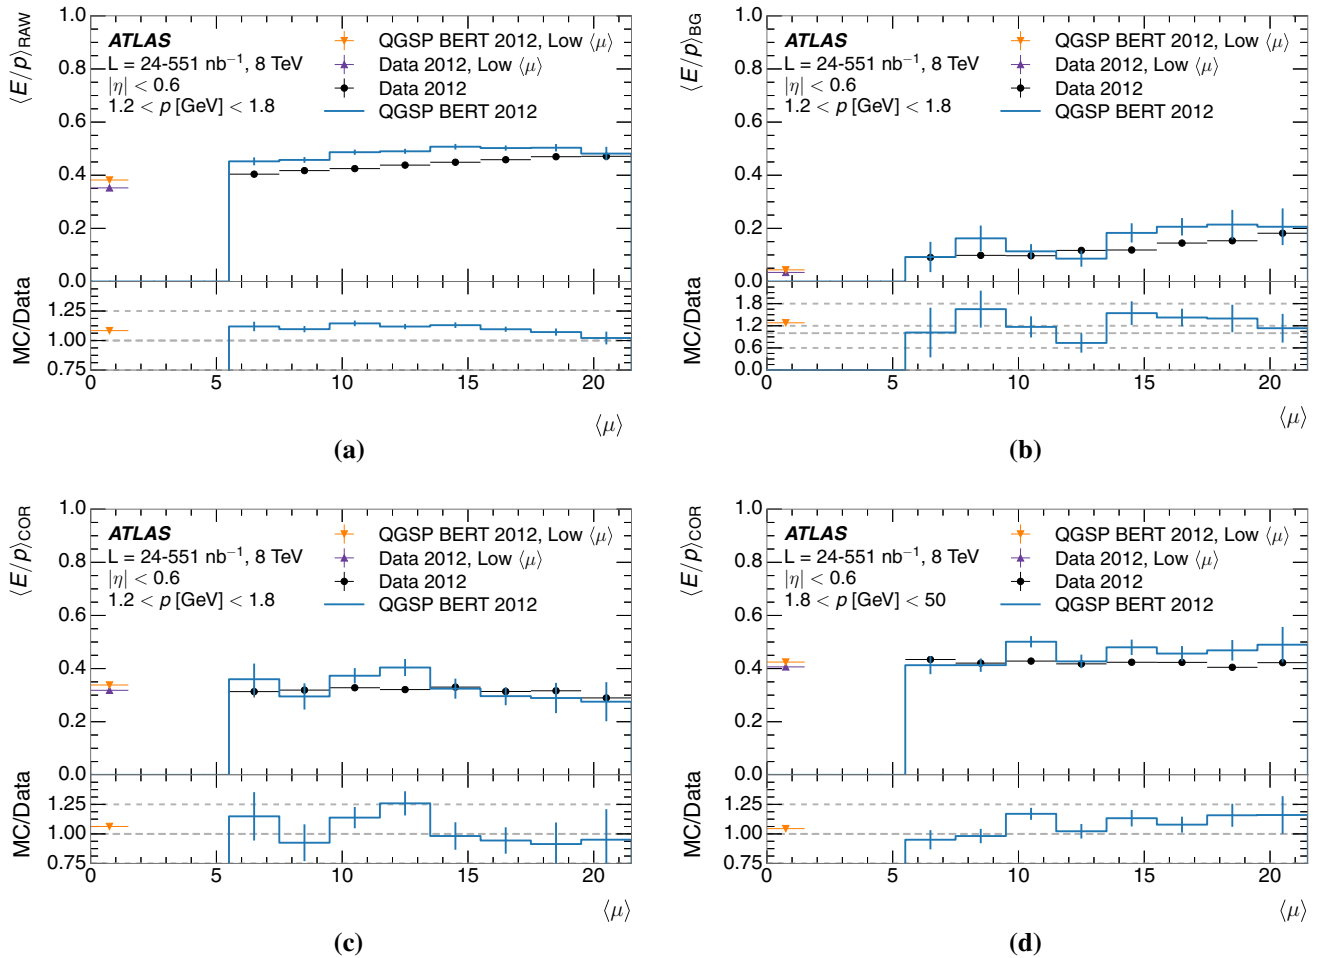 ⟨E/p⟩RAW
1.0
0.8
0.6
0.4
0.2
0.0
ATLAS
L = 24-551 nb⁻¹, 8 TeV
|η| < 0.6
1.2 < p [GeV] < 1.8
QGSP BERT 2012, Low ⟨μ⟩
Data 2012, Low ⟨μ⟩
Data 2012
QGSP BERT 2012
MC/Data
1.25
1.00
0.75
0 5 10 15 20
⟨μ⟩
(a)
⟨E/p⟩BG
1.0
0.8
0.6
0.4
0.2
0.0
ATLAS
L = 24-551 nb⁻¹, 8 TeV
|η| < 0.6
1.2 < p [GeV] < 1.8
QGSP BERT 2012, Low ⟨μ⟩
Data 2012, Low ⟨μ⟩
Data 2012
QGSP BERT 2012
MC/Data
1.8
1.2
0.6
0.0
0 5 10 15 20
⟨μ⟩
(b)
⟨E/p⟩COR
1.0
0.8
0.6
0.4
0.2
0.0
ATLAS
L = 24-551 nb⁻¹, 8 TeV
|η| < 0.6
1.2 < p [GeV] < 1.8
QGSP BERT 2012, Low ⟨μ⟩
Data 2012, Low ⟨μ⟩
Data 2012
QGSP BERT 2012
MC/Data
1.25
1.00
0.75
0 5 10 15 20
⟨μ⟩
(c)
⟨E/p⟩COR
1.0
0.8
0.6
0.4
0.2
0.0
ATLAS
L = 24-551 nb⁻¹, 8 TeV
|η| < 0.6
1.8 < p [GeV] < 50
QGSP BERT 2012, Low ⟨μ⟩
Data 2012, Low ⟨μ⟩
Data 2012
QGSP BERT 2012
MC/Data
1.25
1.00
0.75
0 5 10 15 20
⟨μ⟩
(d)